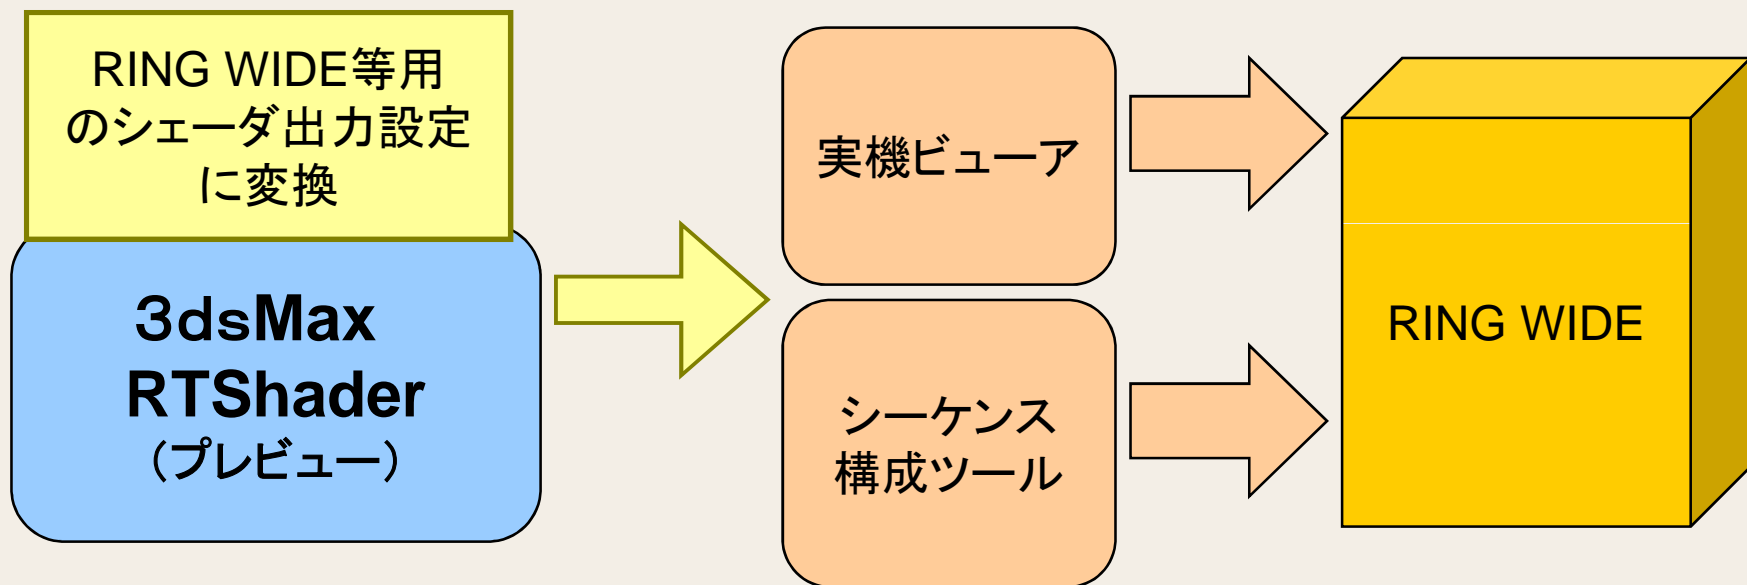 RING WIDE等用
のシェーダ出力設定
に変換
３ｄｓMax
RTShader
（プレビュー）
実機ビューア
シーケンス
構成ツール
RING WIDE